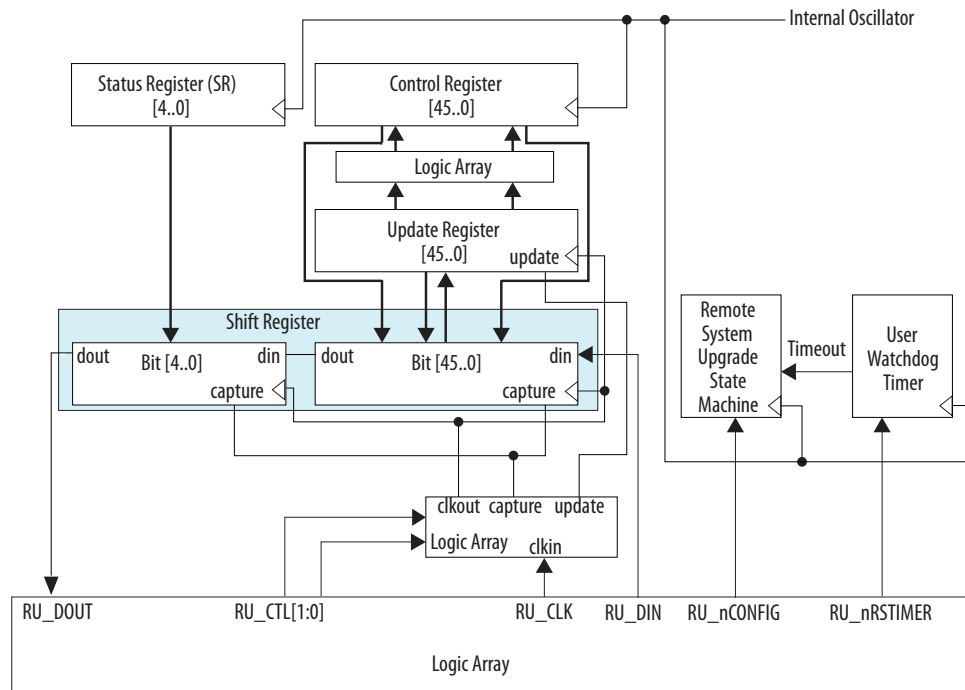 Internal Oscillator
Status Register (SR)
[4..0]
Control Register
[45..0]
Logic Array
Update Register
[45..0]
update
Shift Register
dout
Bit [4..0]
din
capture
dout
Bit [45..0]
din
capture
Remote
System
Upgrade
State
Machine
Timeout
User
Watchdog
Timer
clkout capture update
Logic Array
clkin
RU_DOUT
RU_CTL[1:0]
RU_CLK
RU_DIN
RU_nCONFIG
RU_nRSTIMER
Logic Array